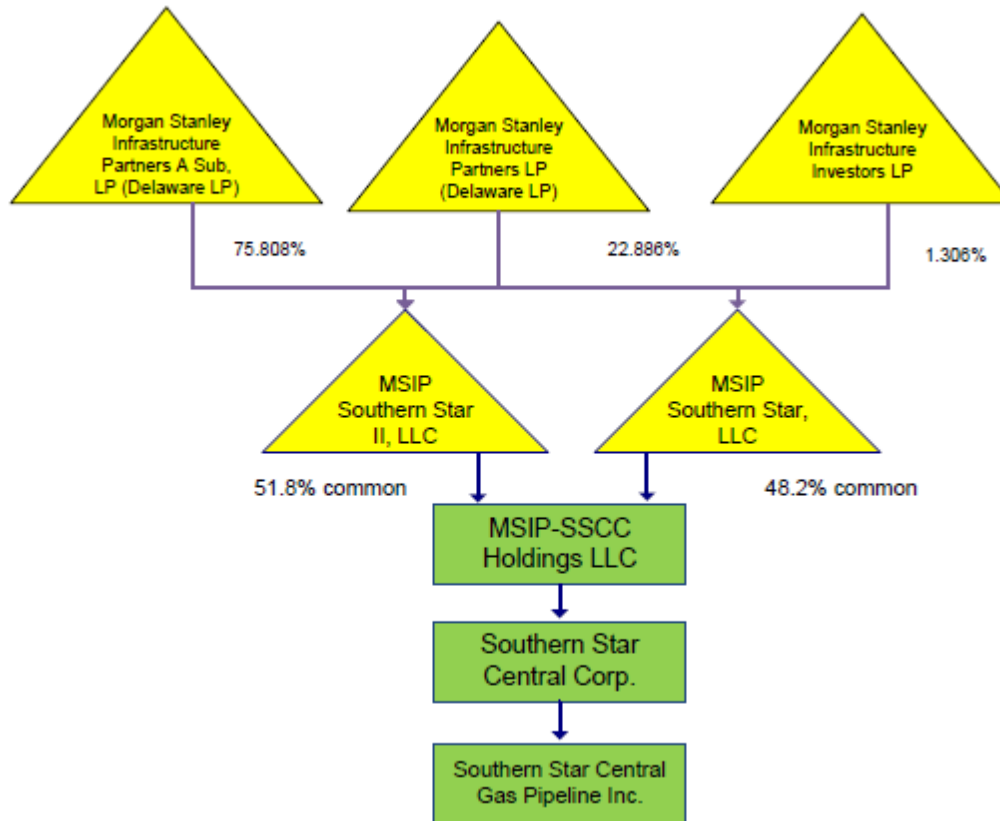 Morgan Stanley
Infrastructure
Partners A Sub,
LP (Delaware LP)
Morgan Stanley
Infrastructure
Partners LP
(Delaware LP)
Morgan Stanley
Infrastructure
Investors LP
75.808%
22.886%
1.306%
MSIP
Southern Star
II, LLC
MSIP
Southern Star,
LLC
51.8% common
48.2% common
MSIP-SSCC
Holdings LLC
Southern Star
Central Corp.
Southern Star Central
Gas Pipeline Inc.